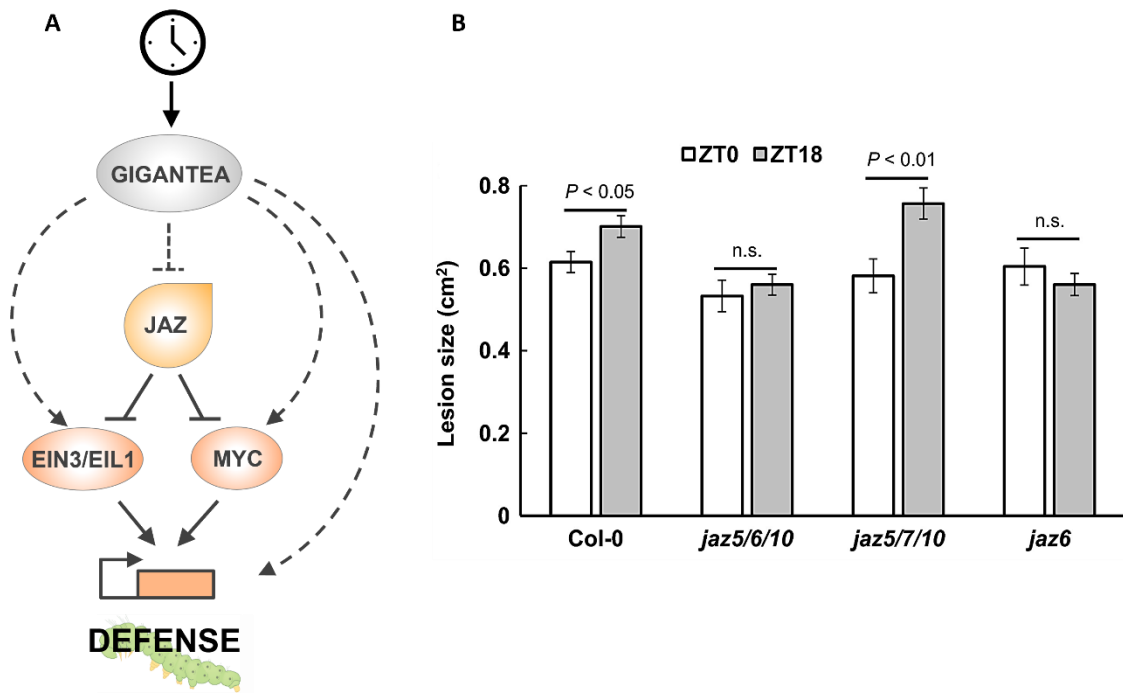 A
GIGANTEA
JAZ
EIN3/EIL1
MYC
DEFENSE
B
ZT0 ZT18
P < 0.05
n.s.
P < 0.01
n.s.
Lesion size (cm²)
0.8
0.6
0.4
0.2
0
Col-0 jaz5/6/10 jaz5/7/10 jaz6